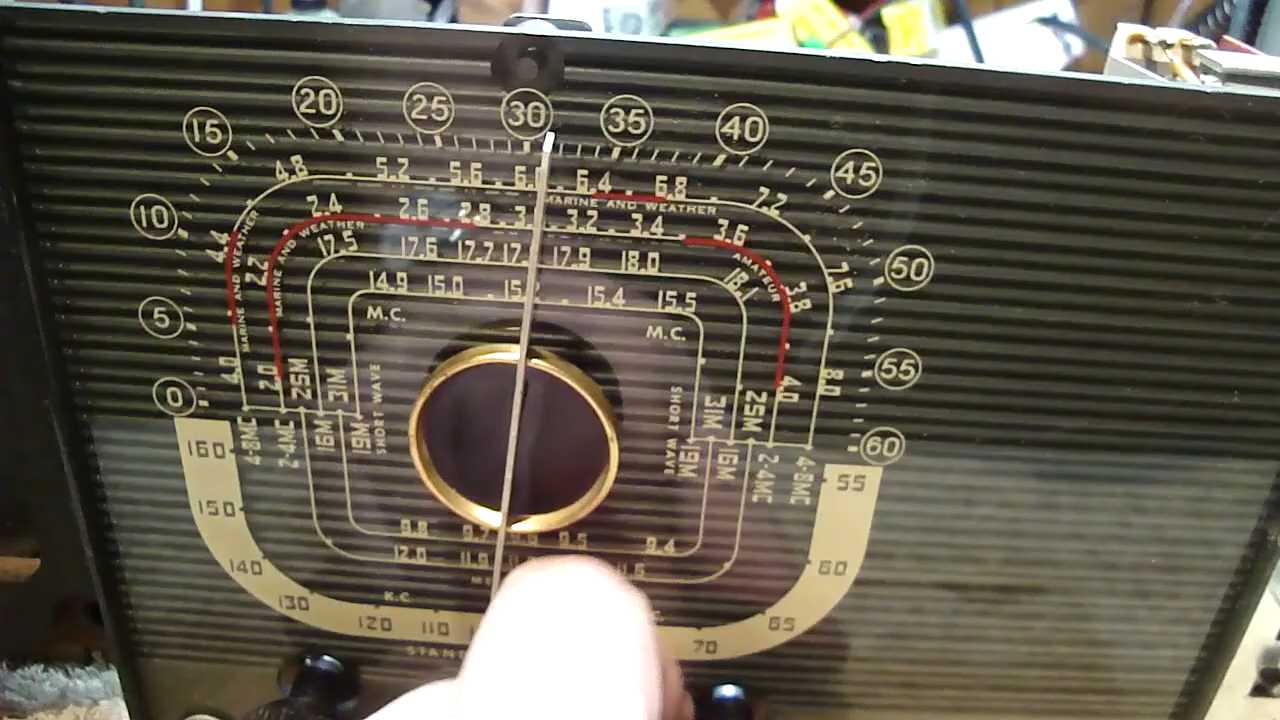 20 25 30 35 40
15 45
10 50
5 55
0 60
4.0 4.4 4.8 5.2 5.6 6.0 6.4 6.8 7.2 7.6 8.0
MARINE AND WEATHER
MARINE AND WEATHER
2.0 2.2 2.4 2.6 2.8 3.2 3.4 3.6 3.8 4.0
MARINE AND WEATHER
AMATEUR
17.5 17.6 17.7 17.9 18.0 18.1
14.9 15.0 15.4 15.5
M.C. M.C.
25M 31M SHORT WAVE
SHORT WAVE 31M 25M
4-8MC 2-4MC 16M 19M
19M 16M 2-4MC 4-8MC
9.8 9.7 9.5 9.4
12.0 11.9 11.6
K.C.
160 150 140 130 120 110 70 65 60 55